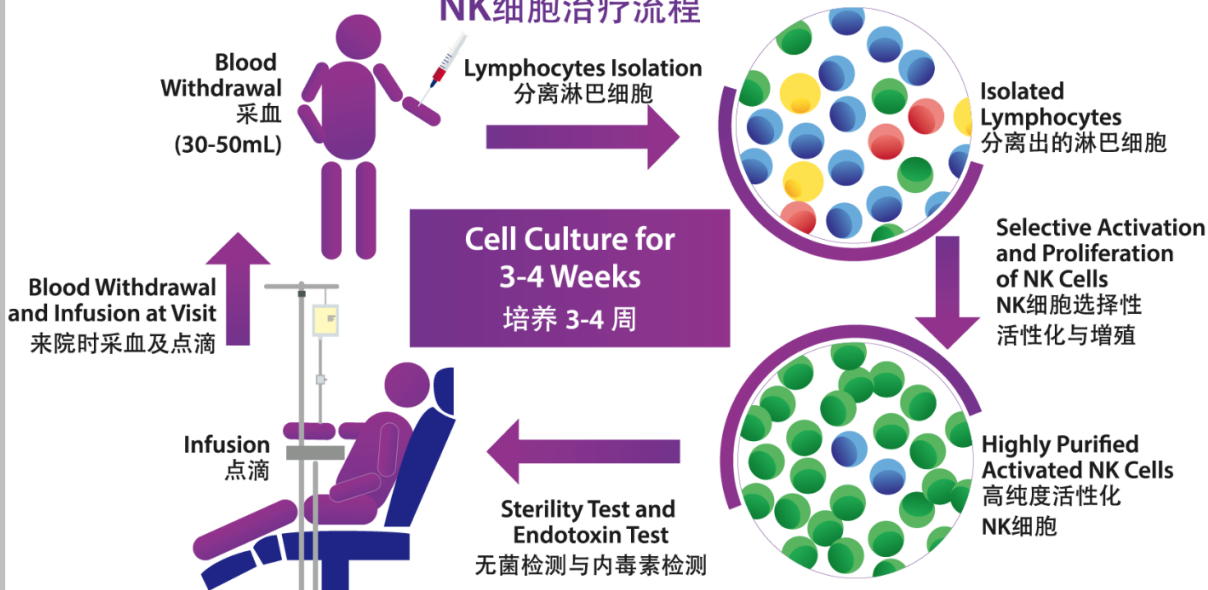 NK细胞治疗流程
Blood
Withdrawal
采血
(30-50mL)
Lymphocytes Isolation
分离淋巴细胞
Isolated
Lymphocytes
分离出的淋巴细胞
Cell Culture for
3-4 Weeks
培养 3-4 周
Selective Activation
and Proliferation
of NK Cells
NK细胞选择性
活性化与增殖
Blood Withdrawal
and Infusion at Visit
来院时采血及点滴
Infusion
点滴
Sterility Test and
Endotoxin Test
无菌检测与内毒素检测
Highly Purified
Activated NK Cells
高纯度活性化
NK细胞